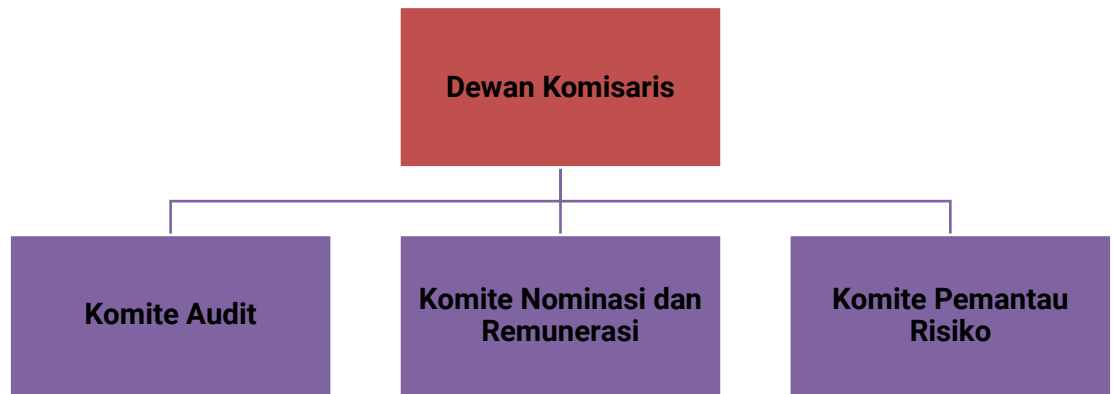 Dewan Komisaris
Komite Audit
Komite Nominasi dan
Remunerasi
Komite Pemantau
Risiko